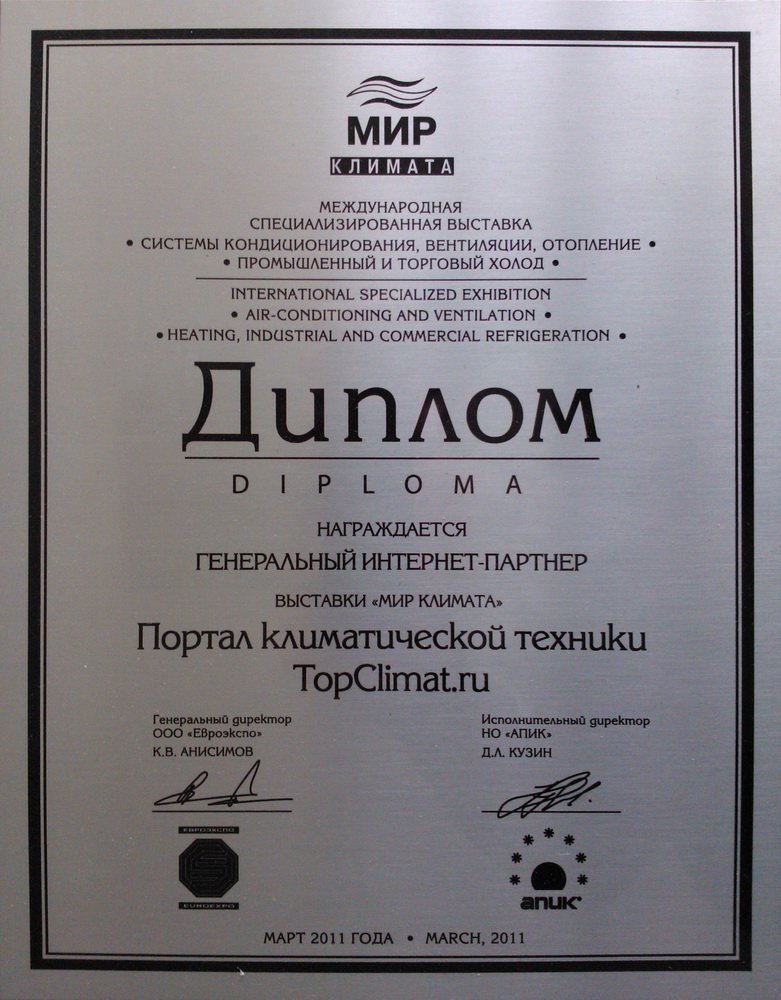 МИР
КЛИМАТА
МЕЖДУНАРОДНАЯ
СПЕЦИАЛИЗИРОВАННАЯ ВЫСТАВКА
• СИСТЕМЫ КОНДИЦИОНИРОВАНИЯ, ВЕНТИЛЯЦИИ, ОТОПЛЕНИЕ •
• ПРОМЫШЛЕННЫЙ И ТОРГОВЫЙ ХОЛОД •
INTERNATIONAL SPECIALIZED EXHIBITION
• AIR-CONDITIONING AND VENTILATION •
• HEATING, INDUSTRIAL AND COMMERCIAL REFRIGERATION •
Диплом
DIPLOMA
НАГРАЖДАЕТСЯ
ГЕНЕРАЛЬНЫЙ ИНТЕРНЕТ-ПАРТНЕР
ВЫСТАВКИ «МИР КЛИМАТА»
Портал климатической техники
TopClimat.ru
Генеральный директор
ООО «Евроэкспо»
К.В. АНИСИМОВ
Исполнительный директор
НО «АПИК»
Д.Л. КУЗИН
ЕВРОЭКСПО
EUROEXPO
апик
МАРТ 2011 ГОДА • MARCH, 2011